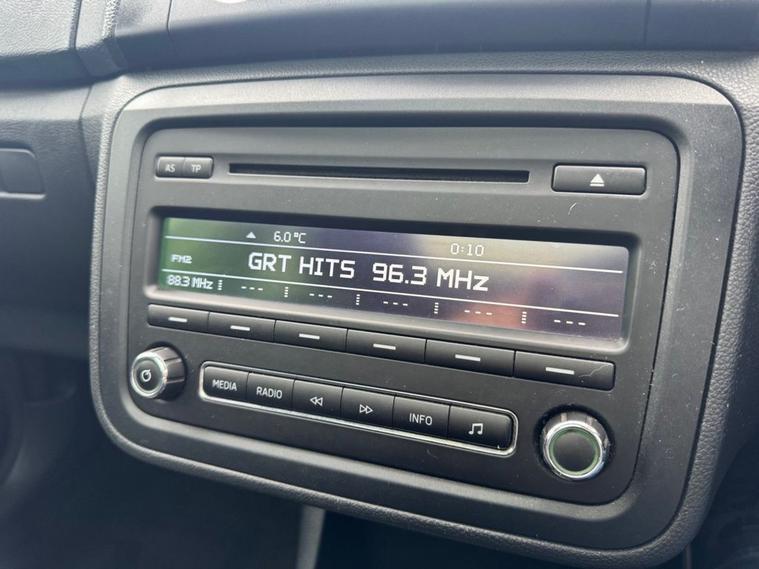 AS TP
6.0 °C 0:10
FM2 GRT HITS 96.3 MHz
88.3 MHz --- --- --- --- ---
MEDIA RADIO INFO